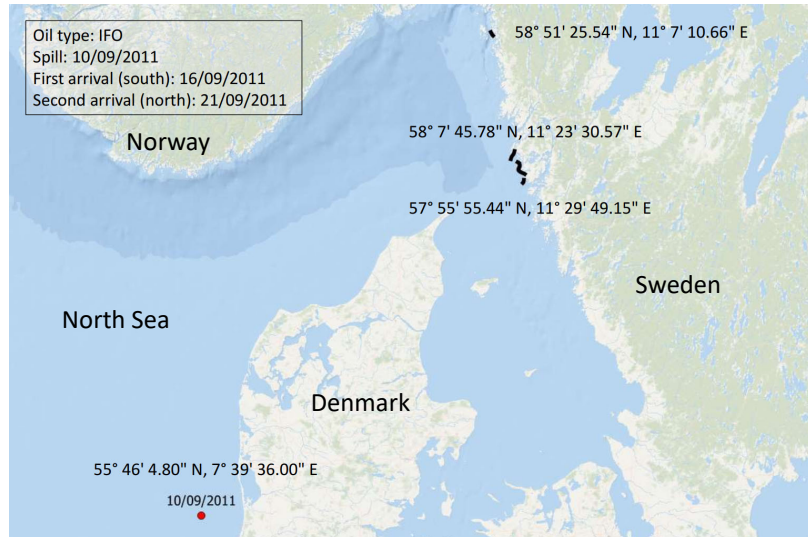 Oil type: IFO
Spill: 10/09/2011
First arrival (south): 16/09/2011
Second arrival (north): 21/09/2011
58° 51' 25.54" N, 11° 7' 10.66" E
Norway
58° 7' 45.78" N, 11° 23' 30.57" E
57° 55' 55.44" N, 11° 29' 49.15" E
Sweden
North Sea
Denmark
55° 46' 4.80" N, 7° 39' 36.00" E
10/09/2011